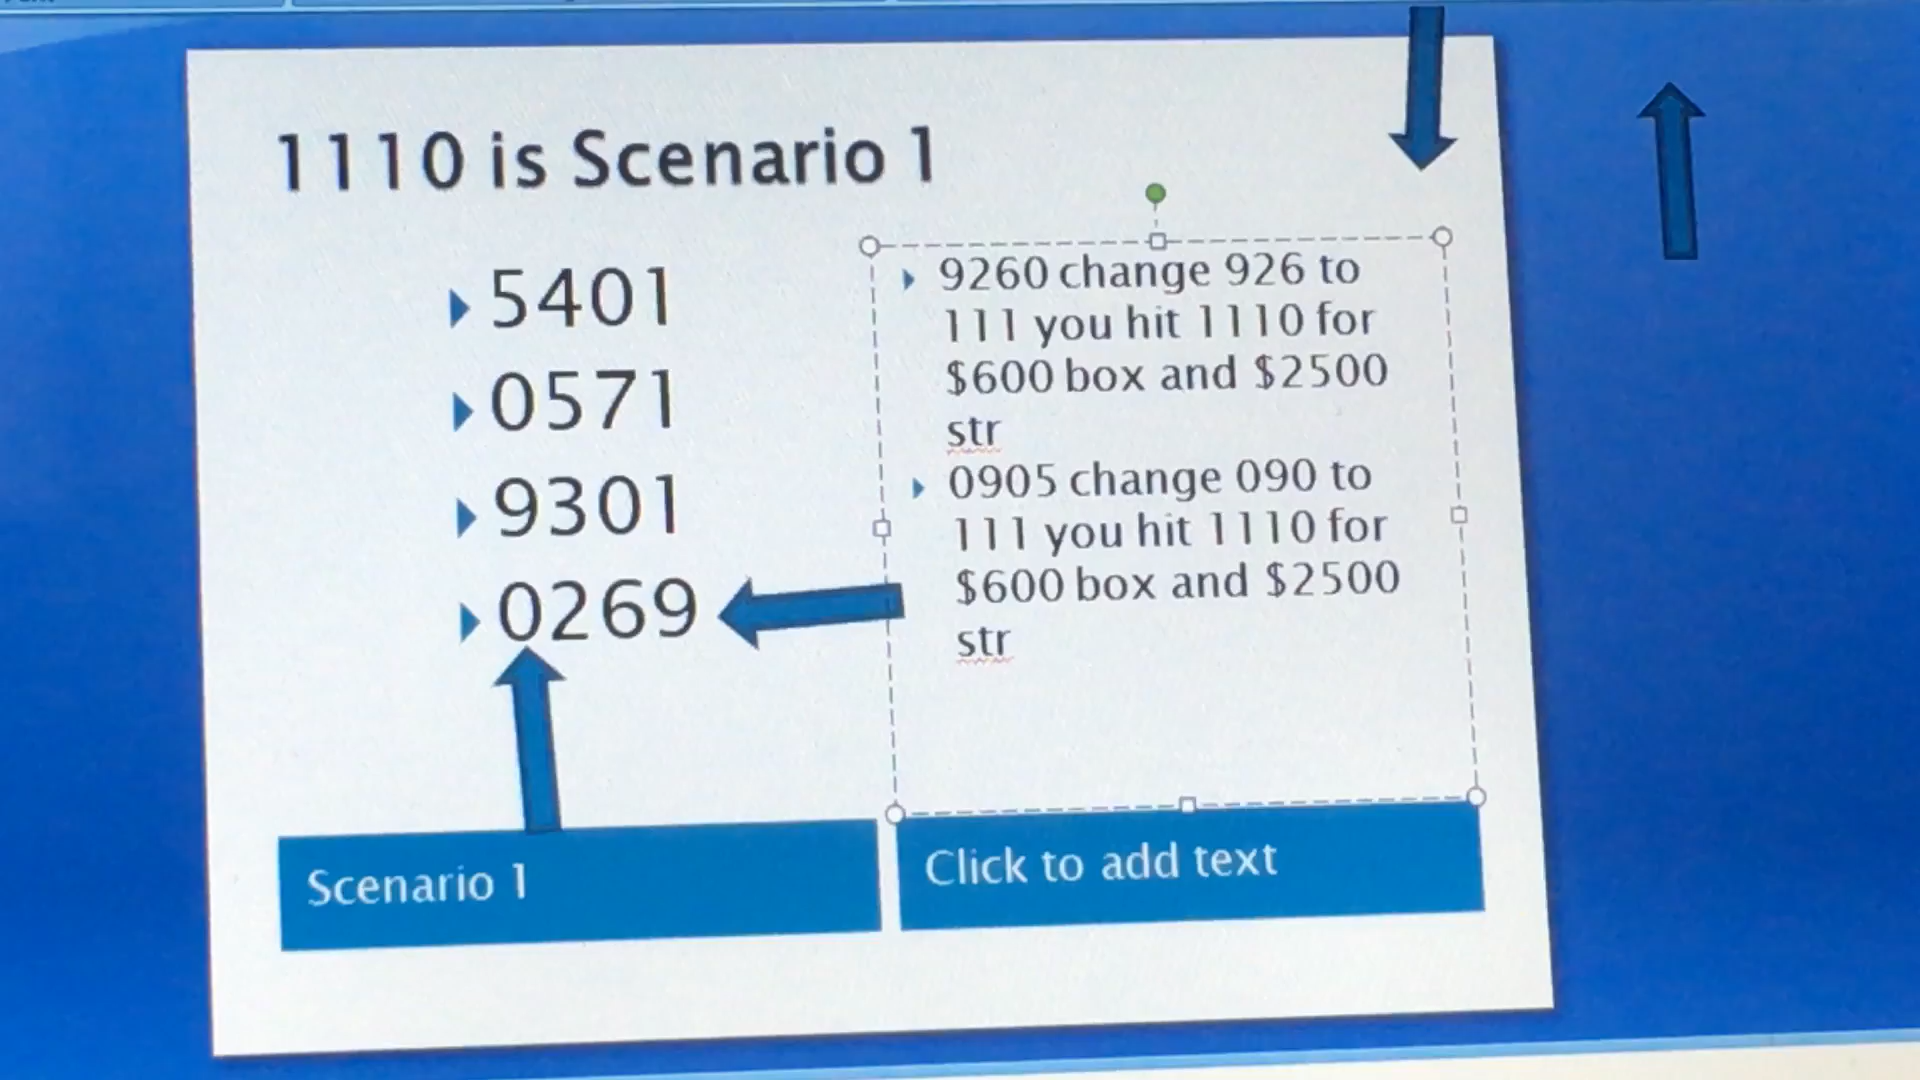 1110 is Scenario 1
5401
0571
9301
0269
9260 change 926 to
111 you hit 1110 for
$600 box and $2500
str
0905 change 090 to
111 you hit 1110 for
$600 box and $2500
str
Scenario 1
Click to add text